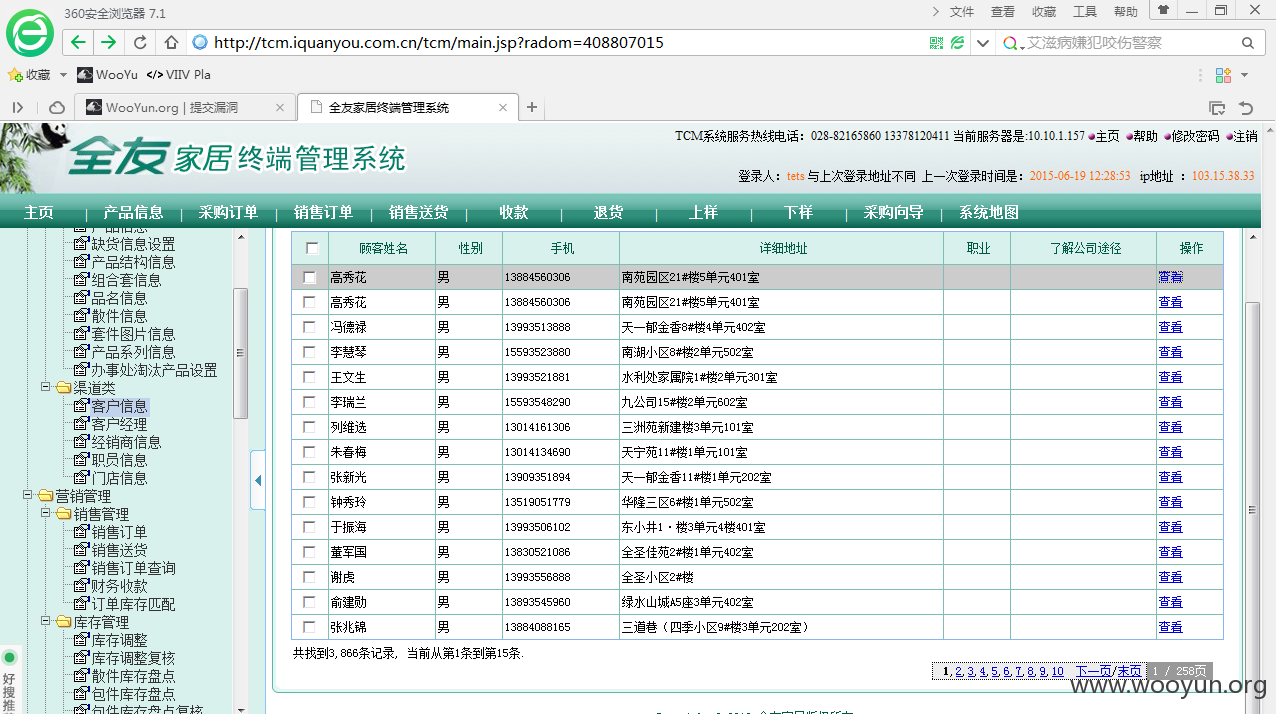 360安全浏览器 7.1
文件 查看 收藏 工具 帮助
http://tcm.iquanyou.com.cn/tcm/main.jsp?radom=408807015
艾滋病嫌犯咬伤警察
收藏 WooYu </> VIIV Pla
WooYun.org | 提交漏洞 全友家居终端管理系统
全友家居终端管理系统
TCM系统服务热线电话：028-82165860 13378120411 当前服务器是:10.10.1.157 主页 帮助 修改密码 注销
登录人：tets 与上次登录地址不同 上一次登录时间是：2015-06-19 12:28:53 ip地址 ：103.15.38.33
主页 | 产品信息 | 采购订单 | 销售订单 | 销售送货 | 收款 | 退货 | 上样 | 下样 | 采购向导 | 系统地图
产品信息
缺货信息设置
产品结构信息
组合套信息
品名信息
散件信息
套件图片信息
产品系列信息
办事处淘汰产品设置
渠道类
客户信息
客户经理
经销商信息
职员信息
门店信息
营销管理
销售管理
销售订单
销售送货
销售订单查询
财务收款
订单库存匹配
库存管理
库存调整
库存调整复核
散件库存盘点
包件库存盘点
包件库存盘点复核
好搜推
顾客姓名 性别 手机 详细地址 职业 了解公司途径 操作
高秀花 男 13884560306 南苑园区21#楼5单元401室 查看
高秀花 男 13884560306 南苑园区21#楼5单元401室 查看
冯德禄 男 13993513888 天一郁金香8#楼4单元402室 查看
李慧琴 男 15593523880 南湖小区8#楼2单元502室 查看
王文生 男 13993521881 水利处家属院1#楼2单元301室 查看
李瑞兰 男 15593548290 九公司15#楼2单元602室 查看
列维选 男 13014161306 三洲苑新建楼3单元101室 查看
朱春梅 男 13014134690 天宁苑11#楼1单元101室 查看
张新光 男 13909351894 天一郁金香11#楼1单元202室 查看
钟秀玲 男 13519051779 华隆三区6#楼1单元502室 查看
于振海 男 13993506102 东小井1·楼3单元4楼401室 查看
董军国 男 13830521086 金圣佳苑2#楼1单元402室 查看
谢虎 男 13993556888 金圣小区2#楼 查看
俞建勋 男 13893545960 绿水山城A5座3单元402室 查看
张兆锦 男 13884088165 三道巷（四季小区9#楼3单元202室） 查看
共找到3,866条记录, 当前从第1条到第15条.
1,2,3,4,5,6,7,8,9,10 下一页/末页 1 / 258页
www.wooyun.org